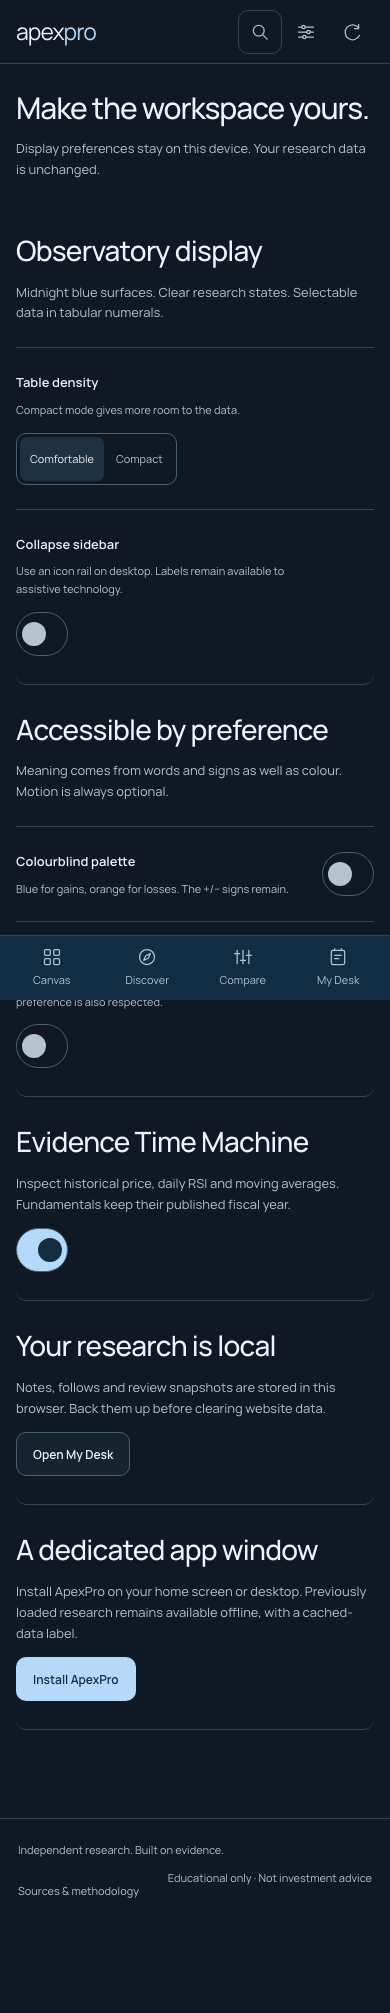 apexpro
Make the workspace yours.
Display preferences stay on this device. Your research data
is unchanged.
Observatory display
Midnight blue surfaces. Clear research states. Selectable
data in tabular numerals.
Table density
Compact mode gives more room to the data.
Comfortable Compact
Collapse sidebar
Use an icon rail on desktop. Labels remain available to
assistive technology.
Accessible by preference
Meaning comes from words and signs as well as colour.
Motion is always optional.
Colourblind palette
Blue for gains, orange for losses. The +/− signs remain.
Canvas Discover Compare My Desk
preference is also respected.
Evidence Time Machine
Inspect historical price, daily RSI and moving averages.
Fundamentals keep their published fiscal year.
Your research is local
Notes, follows and review snapshots are stored in this
browser. Back them up before clearing website data.
Open My Desk
A dedicated app window
Install ApexPro on your home screen or desktop. Previously
loaded research remains available offline, with a cached-
data label.
Install ApexPro
Independent research. Built on evidence.
Educational only · Not investment advice
Sources & methodology